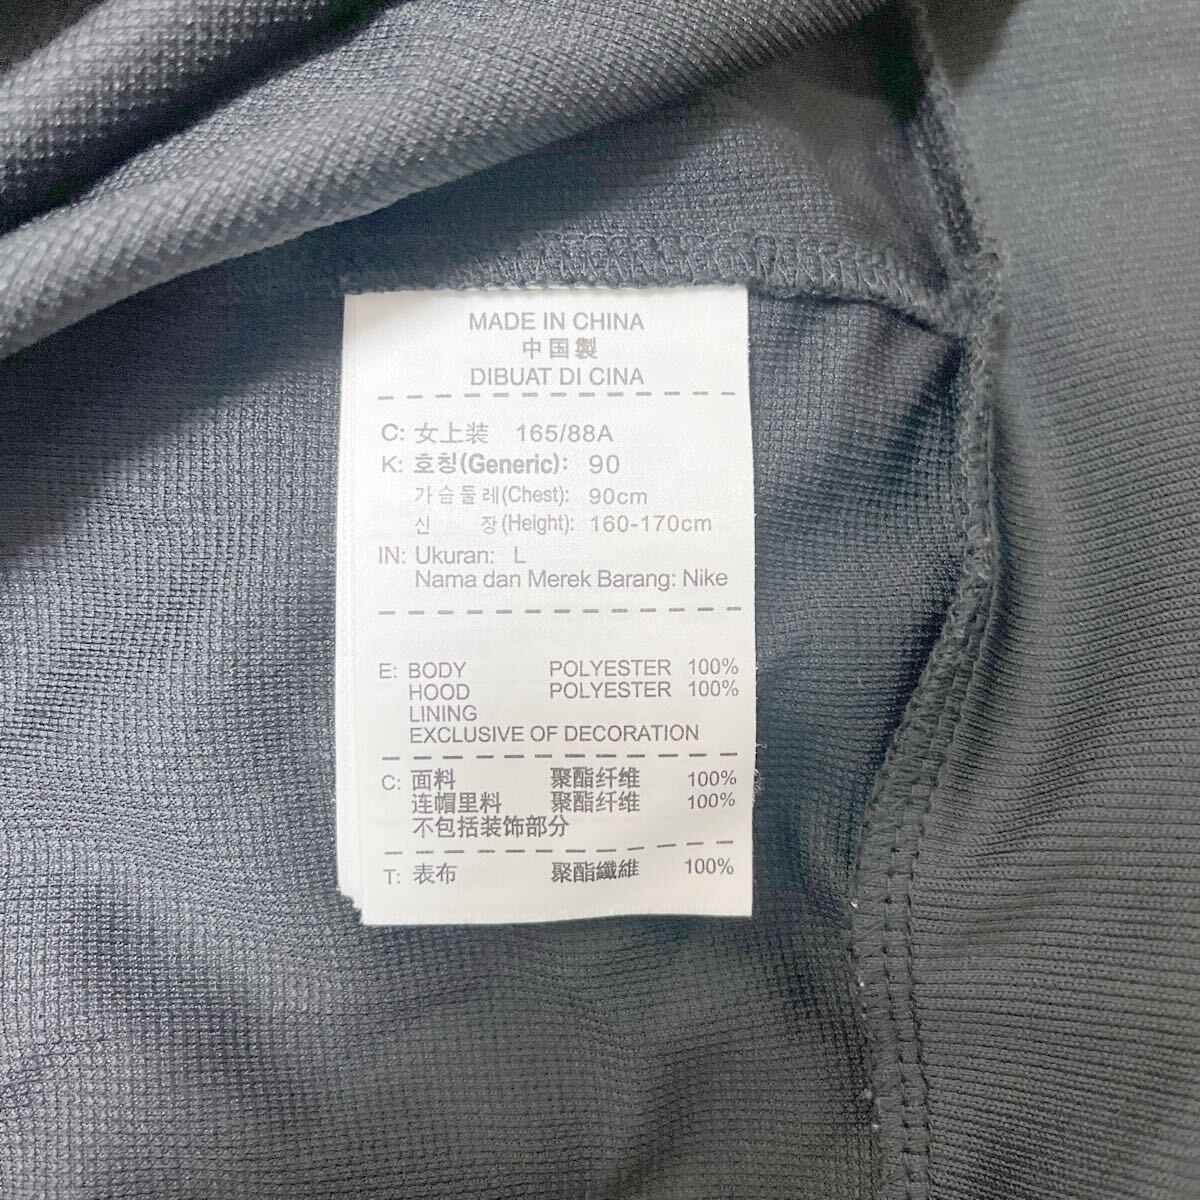 MADE IN CHINA
中国製
DIBUAT DI CINA
C: 女上装 165/88A
K: 호칭(Generic): 90
가슴둘레(Chest): 90cm
신 장(Height): 160-170cm
IN: Ukuran: L
Nama dan Merek Barang: Nike
E: BODY POLYESTER 100%
HOOD POLYESTER 100%
LINING
EXCLUSIVE OF DECORATION
C: 面料 聚酯纤维 100%
连帽里料 聚酯纤维 100%
不包括装饰部分
T: 表布 聚酯纖維 100%